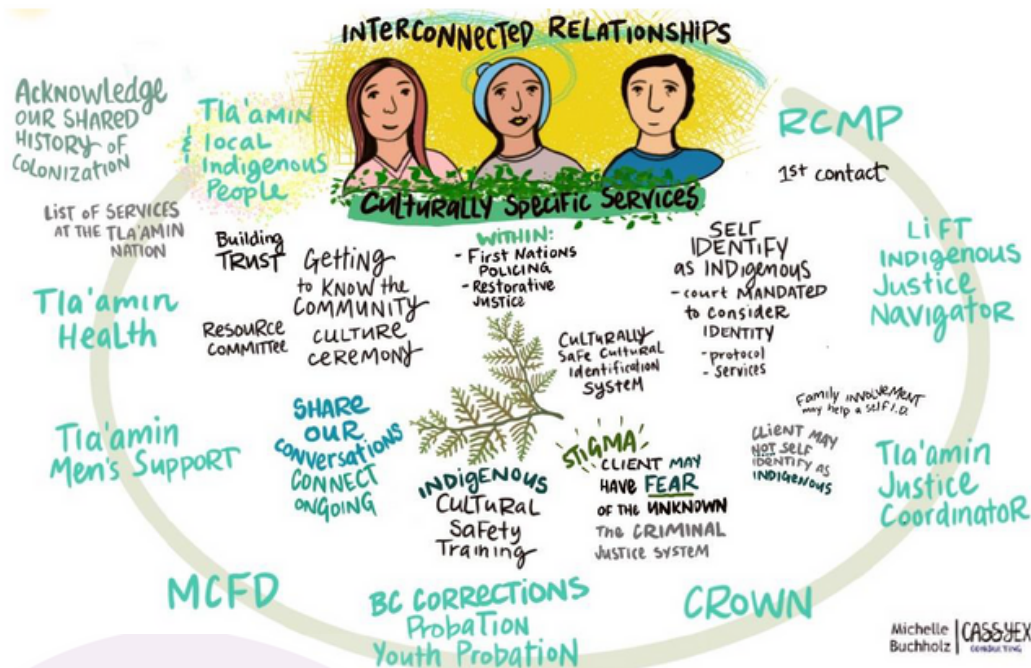 INTERCONNECTED RELATIONSHIPS
CULTURALLY SPECIFIC SERVICES
ACKNOWLEDGE
OUR SHARED
HISTORY OF
COLONIZATION
Tla'amin
& local
Indigenous
People
RCMP
1st contact
LIST OF SERVICES
AT THE TLA'AMIN
NATION
Building
TRUST
Getting
to KNOW the
COMMUNITY
CULTURE
CEREMONY
RESOURCE
COMMITTEE
WITHIN:
- First Nations
POLICING
- Restorative
Justice
SELF
IDENTIFY
as INDIGENOUS
- court MANDATED
to consider
IDENTITY
- protocol
- Services
LIFT
INDIGENOUS
Justice
Navigator
Tla'amin
Health
CULTURALLY
Safe Cultural
Identification
System
Family INVOLVEMENT
may help a self I.D.
CLIENT MAY
NOT SELF
IDENTIFY as
INDIGENOUS
Tla'amin
Men's Support
SHARE
OUR
CONVERSATIONS
CONNECT
ONGOING
INDIGENOUS
CULTURAL
SaFety
Training
STIGMA
CLIENT MAY
HAVE FEAR
OF THE UNKNOWN
The CRIMINAL
Justice SYSTEM
Tla'amin
Justice
Coordinator
MCFD
BC CORRECTIONS
Probation
Youth Probation
CROWN
Michelle
Buchholz
CASSYEX
CONSULTING